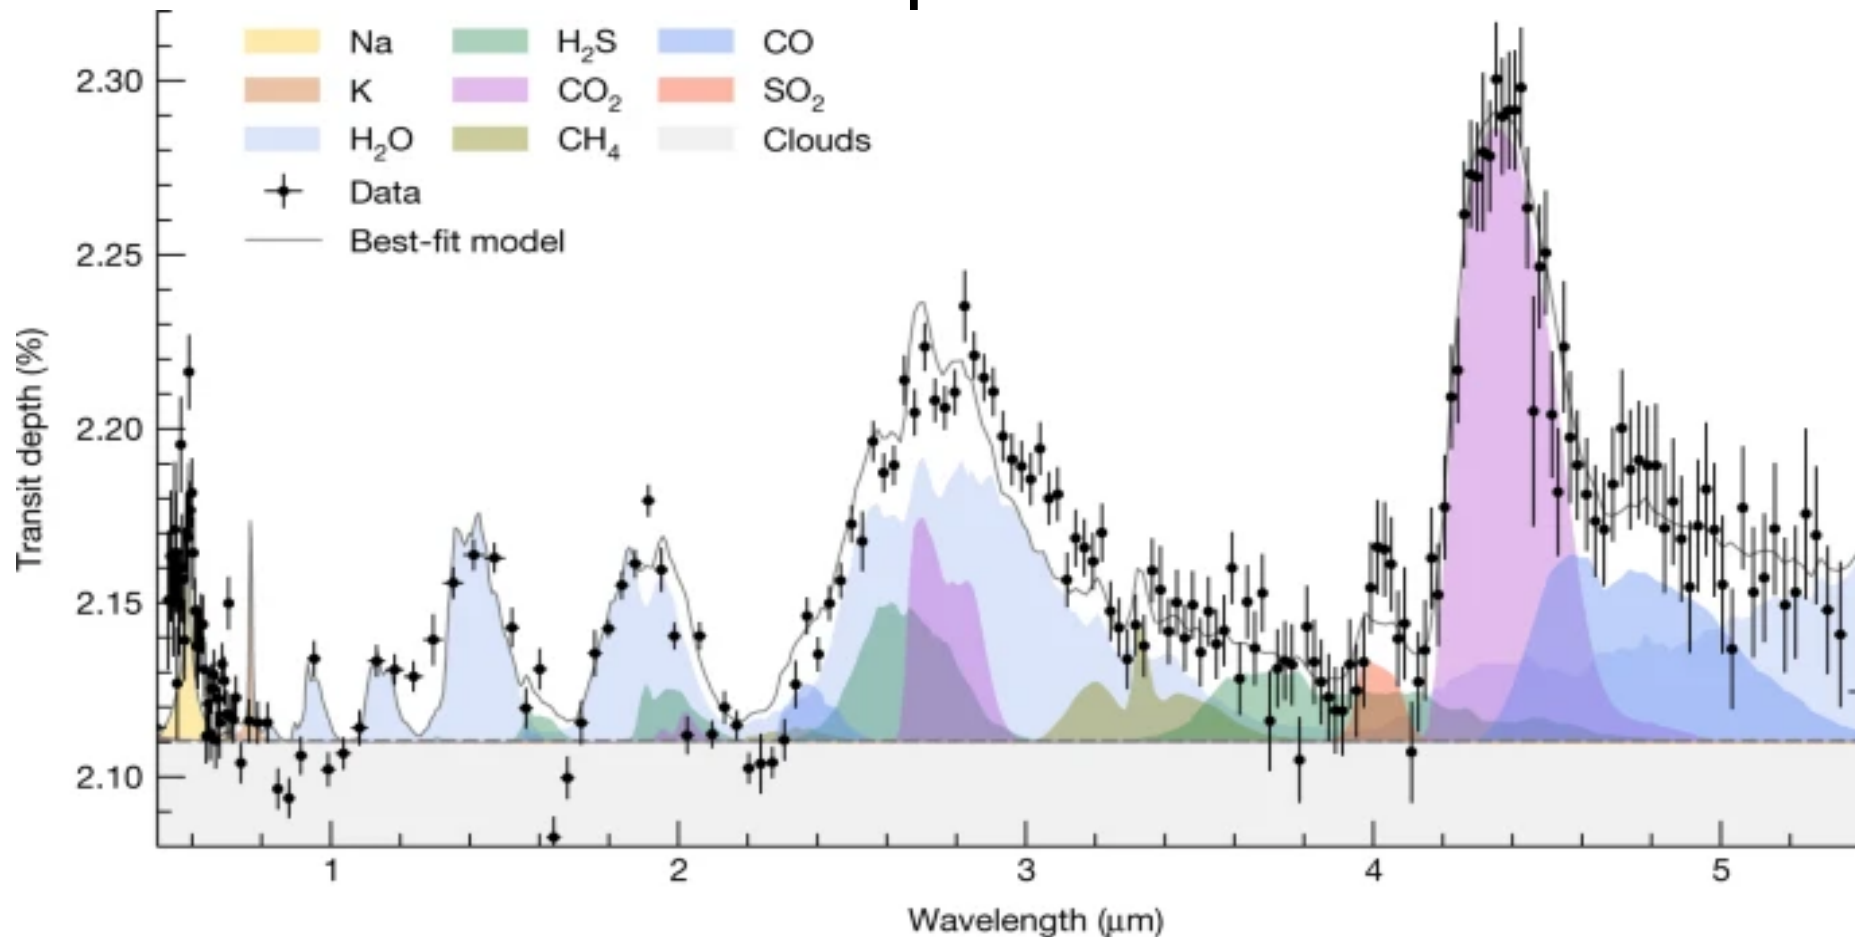 Na H₂S CO
2.30
K CO₂ SO₂
H₂O CH₄ Clouds
Data
Best-fit model
2.25
2.20
Transit depth (%)
2.15
2.10
1 2 3 4 5
Wavelength (μm)